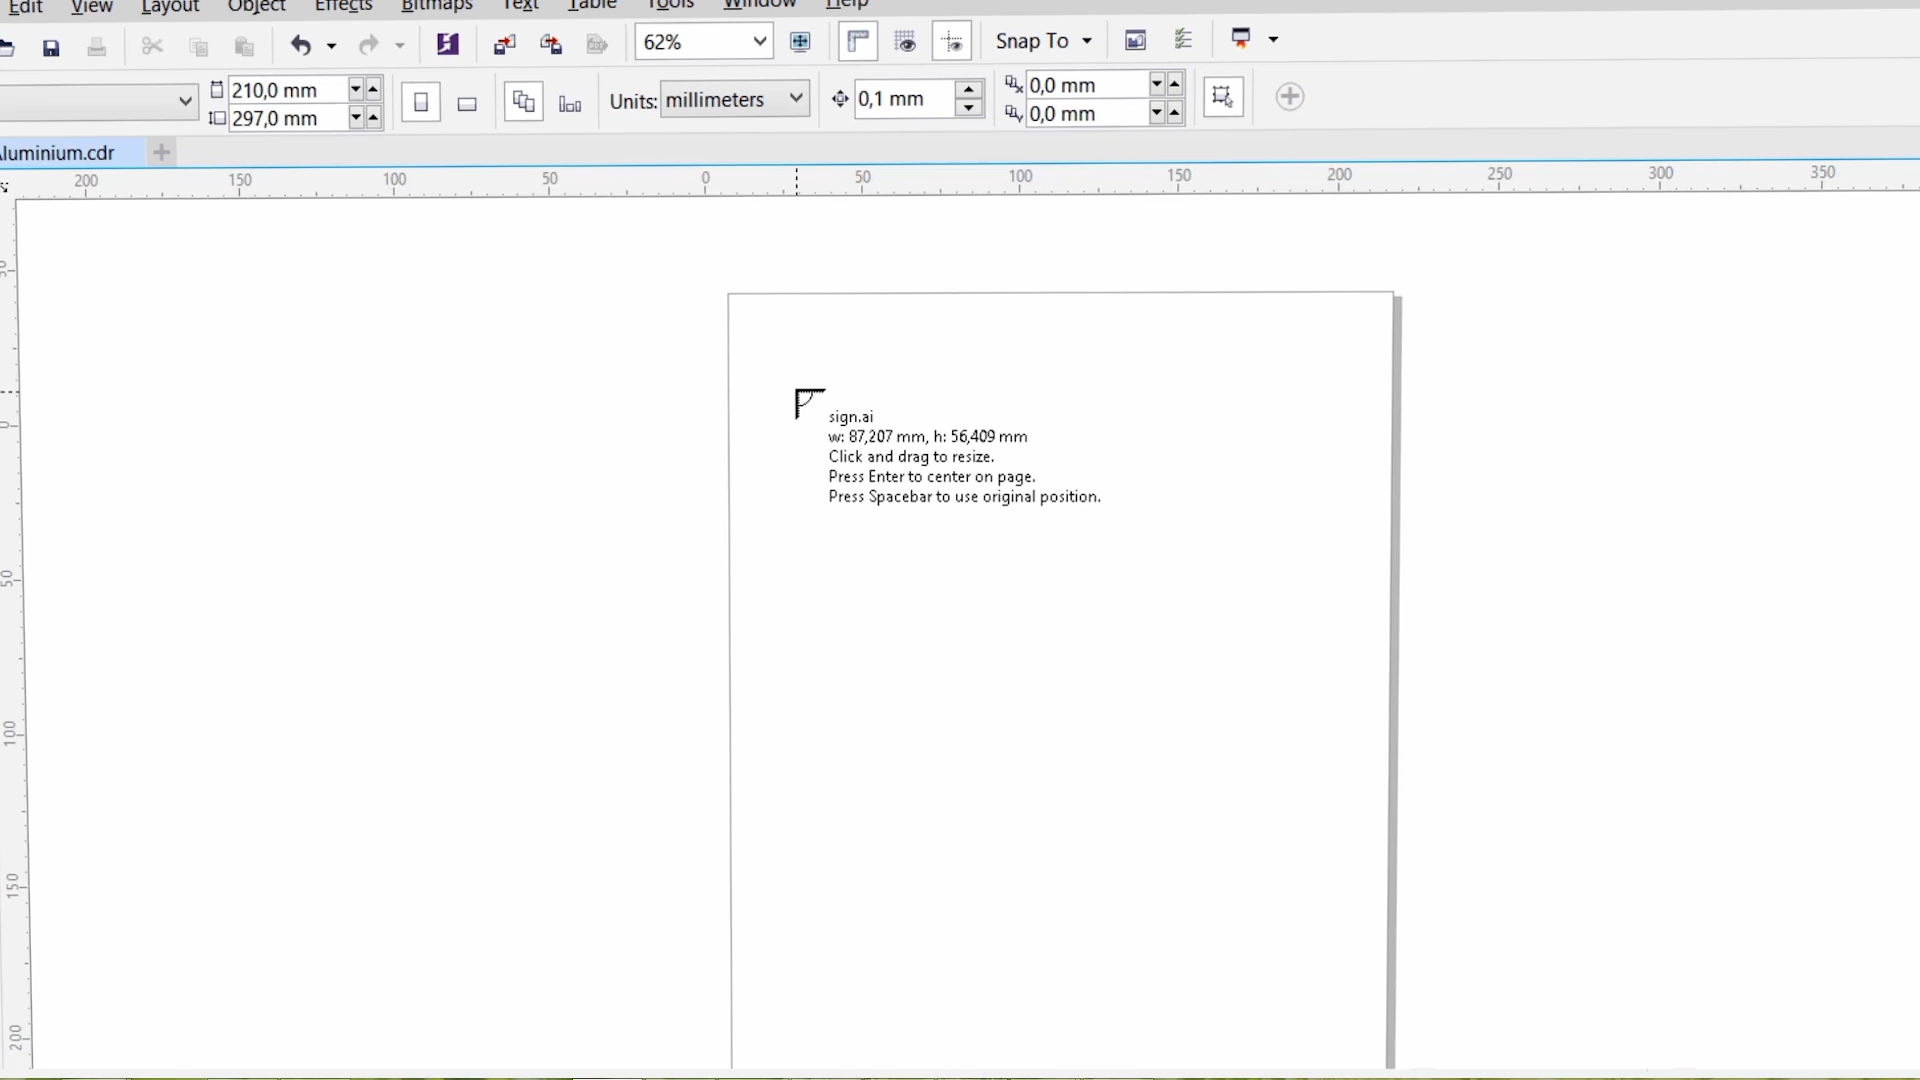 Edit View Layout Object Effects Bitmaps Text Table Tools Window Help
62% Snap To
210,0 mm
297,0 mm
Units: millimeters 0,1 mm
0,0 mm
0,0 mm
luminium.cdr
200 150 100 50 0 50 100 150 200 250 300 350
50
0
50
100
150
200
sign.ai
w: 87,207 mm, h: 56,409 mm
Click and drag to resize.
Press Enter to center on page.
Press Spacebar to use original position.